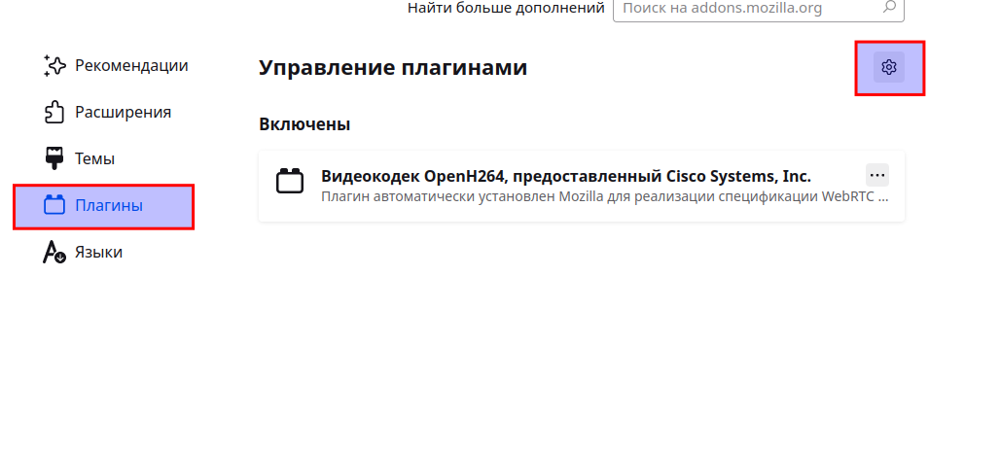 Найти больше дополнений
Поиск на addons.mozilla.org
Рекомендации
Расширения
Темы
Плагины
Языки
Управление плагинами
Включены
Видеокодек OpenH264, предоставленный Cisco Systems, Inc.
Плагин автоматически установлен Mozilla для реализации спецификации WebRTC ...